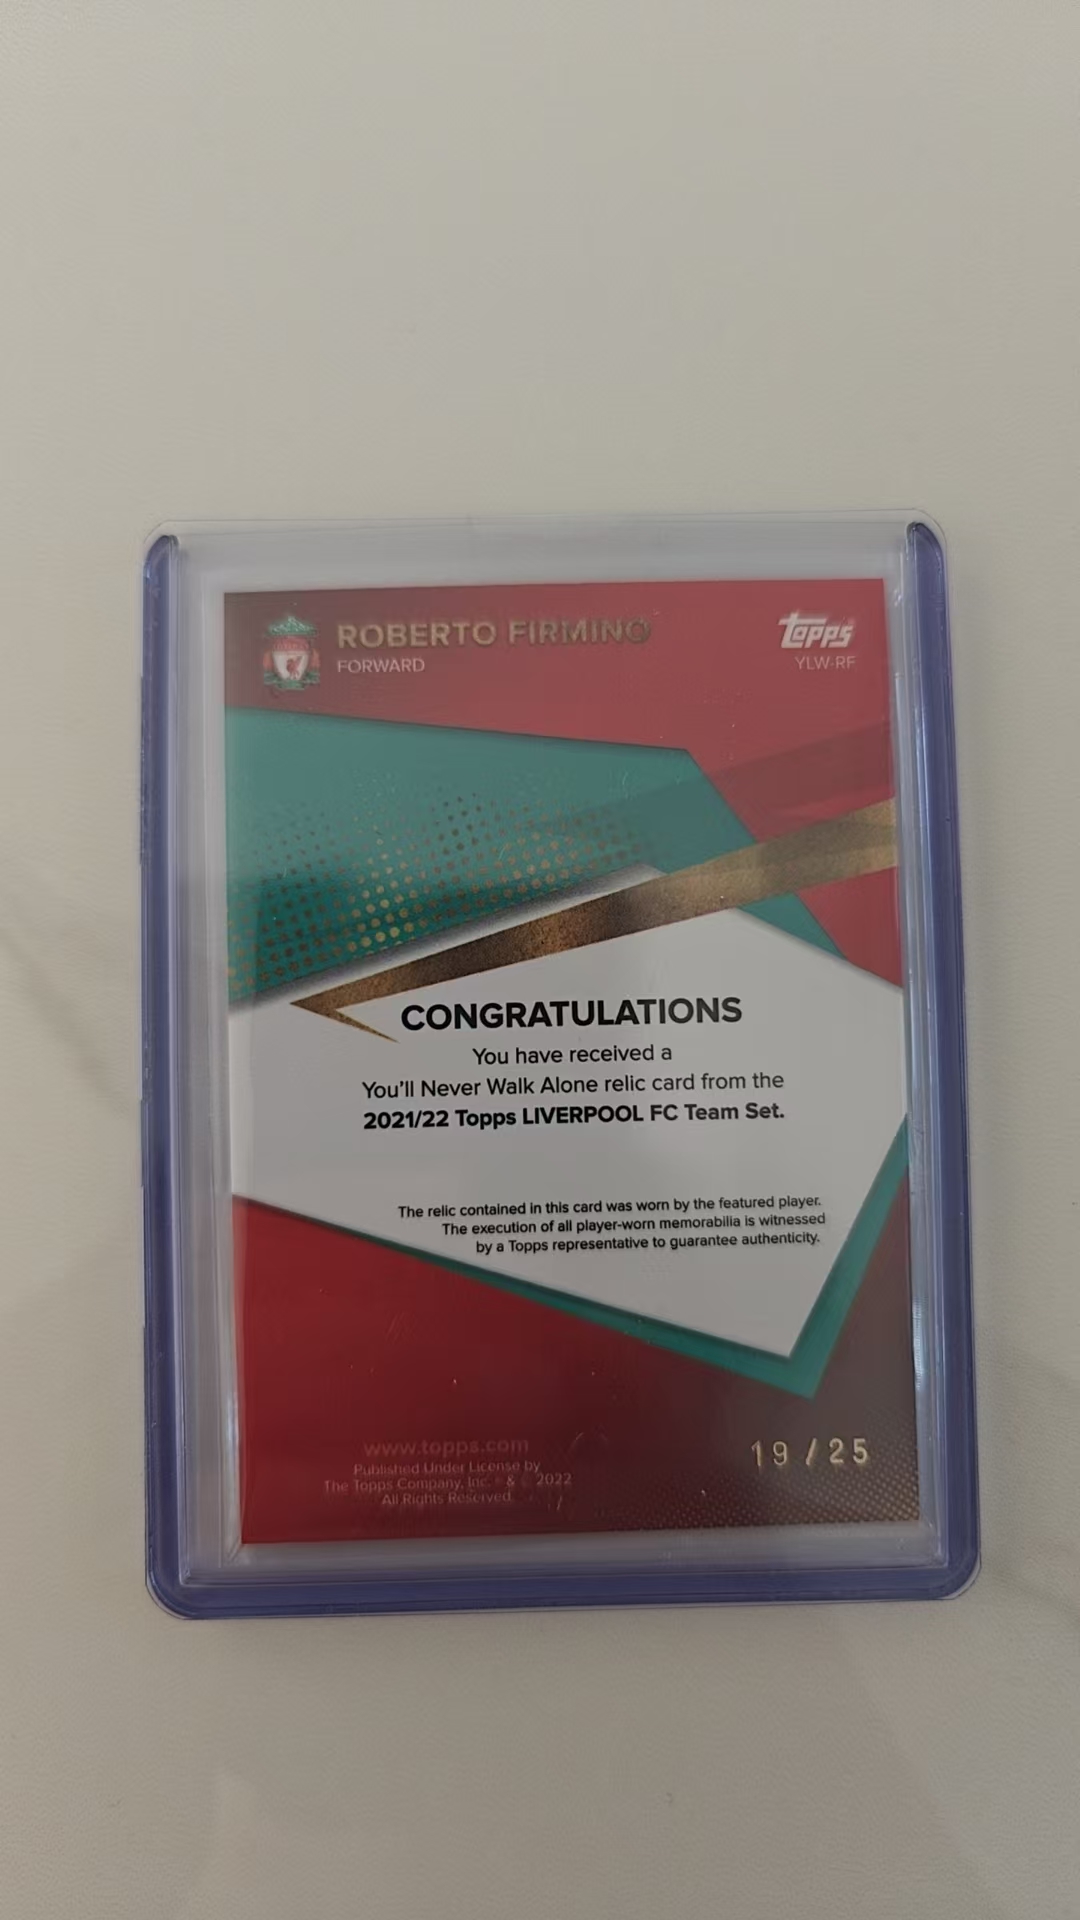 ROBERTO FIRMINO
FORWARD
Topps
YLW-RF
CONGRATULATIONS
You have received a
You'll Never Walk Alone relic card from the
2021/22 Topps LIVERPOOL FC Team Set.
The relic contained in this card was worn by the featured player.
The execution of all player-worn memorabilia is witnessed
by a Topps representative to guarantee authenticity.
www.topps.com
Published Under License by
The Topps Company, Inc. ® & © 2022
All Rights Reserved.
19/25